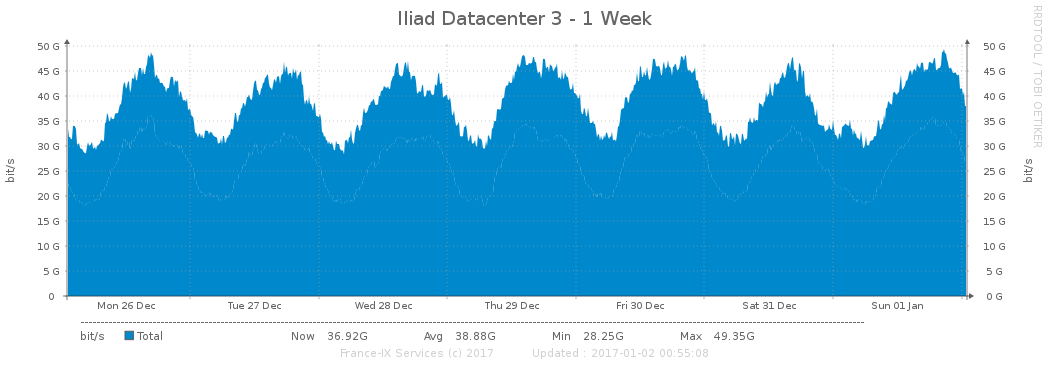 Iliad Datacenter 3 - 1 Week
RRDTOOL / TOBI OETIKER
50 G 50 G
45 G 45 G
40 G 40 G
35 G 35 G
30 G 30 G
25 G 25 G
20 G 20 G
15 G 15 G
10 G 10 G
5 G 5 G
0 0 G
bit/s bit/s
Mon 26 Dec Tue 27 Dec Wed 28 Dec Thu 29 Dec Fri 30 Dec Sat 31 Dec Sun 01 Jan
bit/s Total Now 36.92G Avg 38.88G Min 28.25G Max 49.35G
France-IX Services (c) 2017 Updated : 2017-01-02 00:55:08